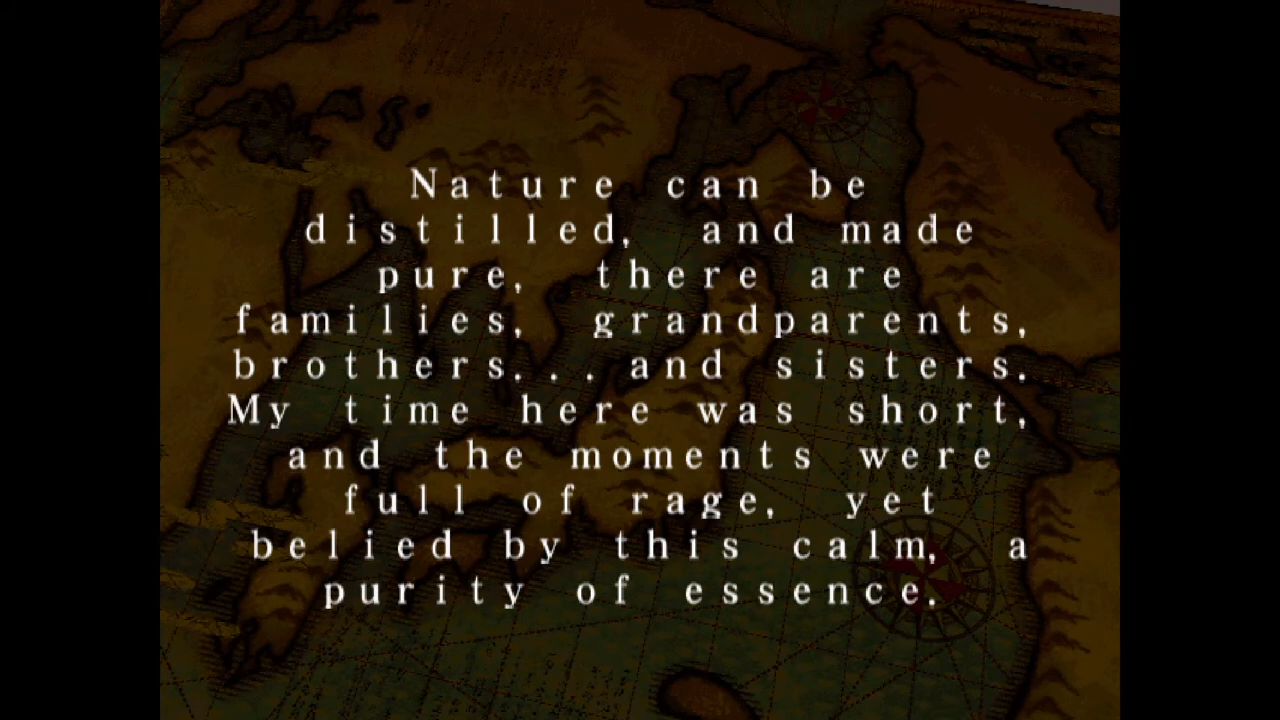 Nature can be
distilled, and made
pure, there are
families, grandparents,
brothers... and sisters.
My time here was short,
and the moments were
full of rage, yet
belied by this calm, a
purity of essence.